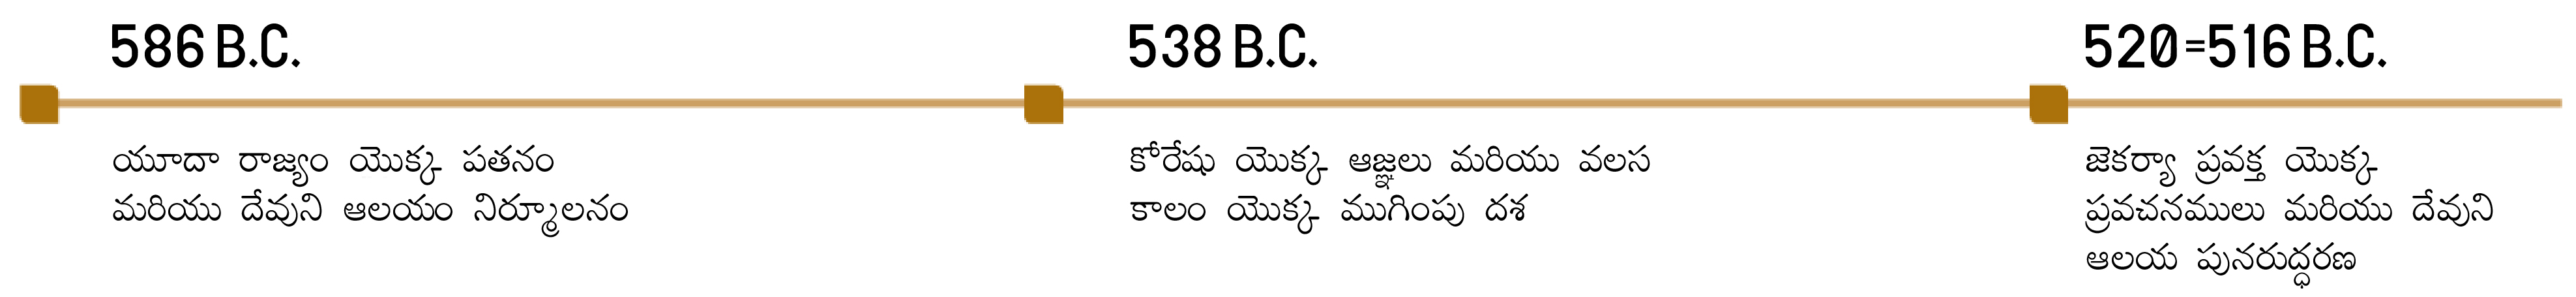 586 B.C.
యూదా రాజ్యం యొక్క పతనం
మరియు దేవుని ఆలయం నిర్మూలనం
538 B.C.
కోరేషు యొక్క ఆజ్ఞలు మరియు వలస
కాలం యొక్క ముగింపు దశ
520=516 B.C.
జెకర్యా ప్రవక్త యొక్క
ప్రవచనములు మరియు దేవుని
ఆలయ పునరుద్ధరణ